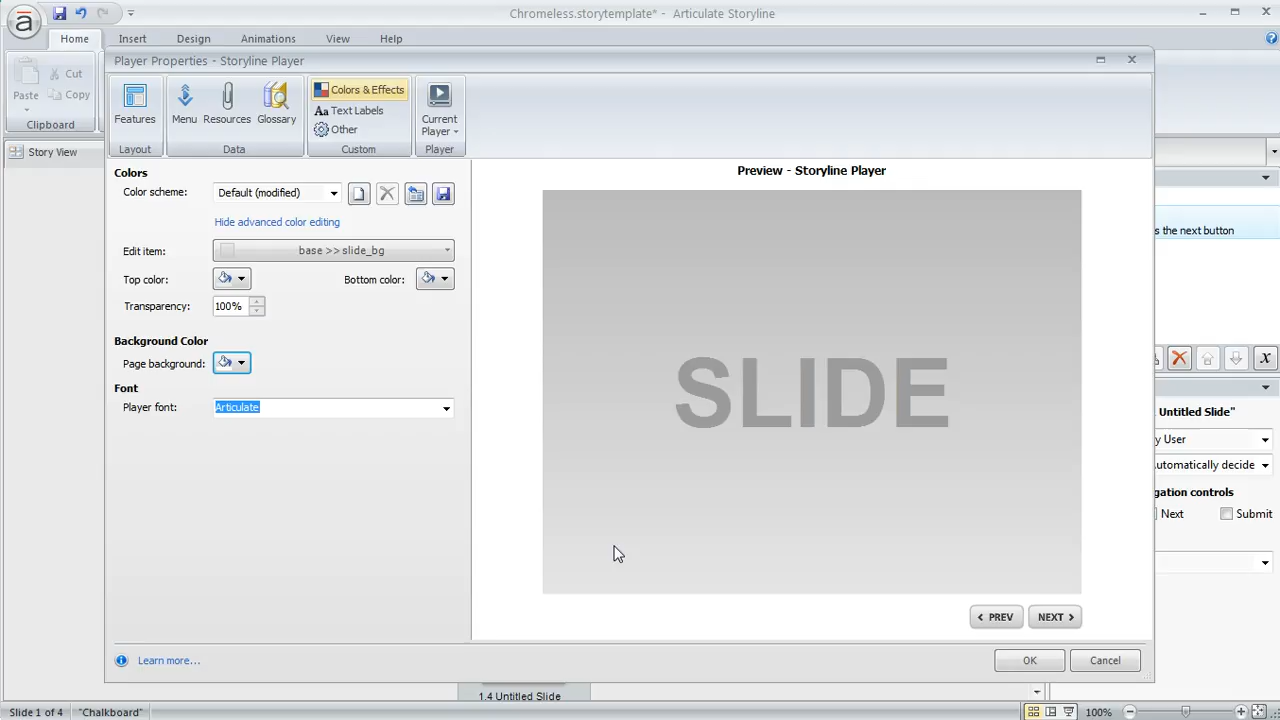 Chromeless.storytemplate* - Articulate Storyline
Home
Insert
Design
Animations
View
Help
Player Properties - Storyline Player
Paste
Cut
Copy
Clipboard
Features
Layout
Menu
Resources
Glossary
Data
Colors & Effects
Aa Text Labels
Other
Custom
Current
Player
Player
Story View
Colors
Color scheme:
Default (modified)
Hide advanced color editing
Edit item:
base >> slide_bg
Top color:
Bottom color:
Transparency:
100%
Background Color
Page background:
Font
Player font:
Articulate
Preview - Storyline Player
SLIDE
PREV
NEXT
Learn more...
OK
Cancel
s the next button
x
Untitled Slide"
y User
utomatically decide
gation controls
Next
Submit
1.4 Untitled Slide
Slide 1 of 4
"Chalkboard"
100%